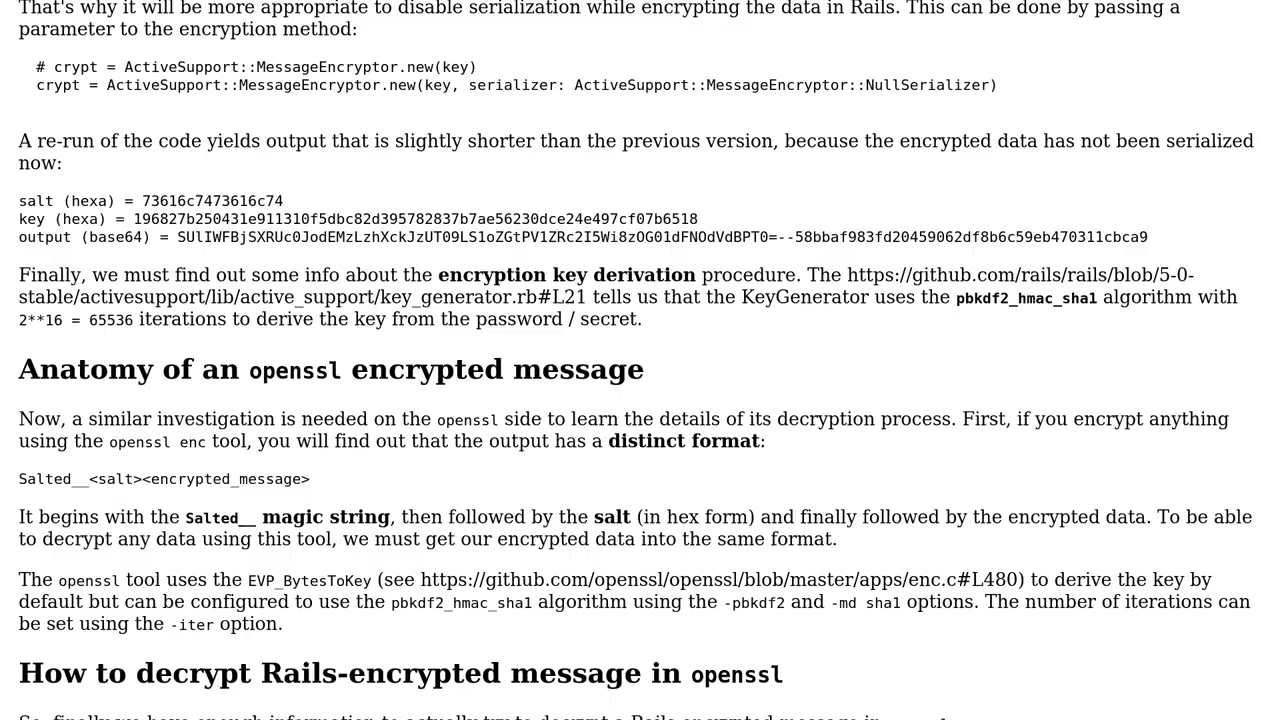 That's why it will be more appropriate to disable serialization while encrypting the data in Rails. This can be done by passing a
parameter to the encryption method:
# crypt = ActiveSupport::MessageEncryptor.new(key)
crypt = ActiveSupport::MessageEncryptor.new(key, serializer: ActiveSupport::MessageEncryptor::NullSerializer)
A re-run of the code yields output that is slightly shorter than the previous version, because the encrypted data has not been serialized
now:
salt (hexa) = 73616c7473616c74
key (hexa) = 196827b250431e911310f5dbc82d395782837b7ae56230dce24e497cf07b6518
output (base64) = SUlIWFBjSXRUc0JodEMzLzhXckJzUT09LS1oZGtPV1ZRc2I5Wi8zOG01dFNOdVdBPT0=--58bbaf983fd20459062df8b6c59eb470311cbca9
Finally, we must find out some info about the encryption key derivation procedure. The https://github.com/rails/rails/blob/5-0-
stable/activesupport/lib/active_support/key_generator.rb#L21 tells us that the KeyGenerator uses the pbkdf2_hmac_sha1 algorithm with
2**16 = 65536 iterations to derive the key from the password / secret.
Anatomy of an openssl encrypted message
Now, a similar investigation is needed on the openssl side to learn the details of its decryption process. First, if you encrypt anything
using the openssl enc tool, you will find out that the output has a distinct format:
Salted__<salt><encrypted_message>
It begins with the Salted__ magic string, then followed by the salt (in hex form) and finally followed by the encrypted data. To be able
to decrypt any data using this tool, we must get our encrypted data into the same format.
The openssl tool uses the EVP_BytesToKey (see https://github.com/openssl/openssl/blob/master/apps/enc.c#L480) to derive the key by
default but can be configured to use the pbkdf2_hmac_sha1 algorithm using the -pbkdf2 and -md sha1 options. The number of iterations can
be set using the -iter option.
How to decrypt Rails-encrypted message in openssl